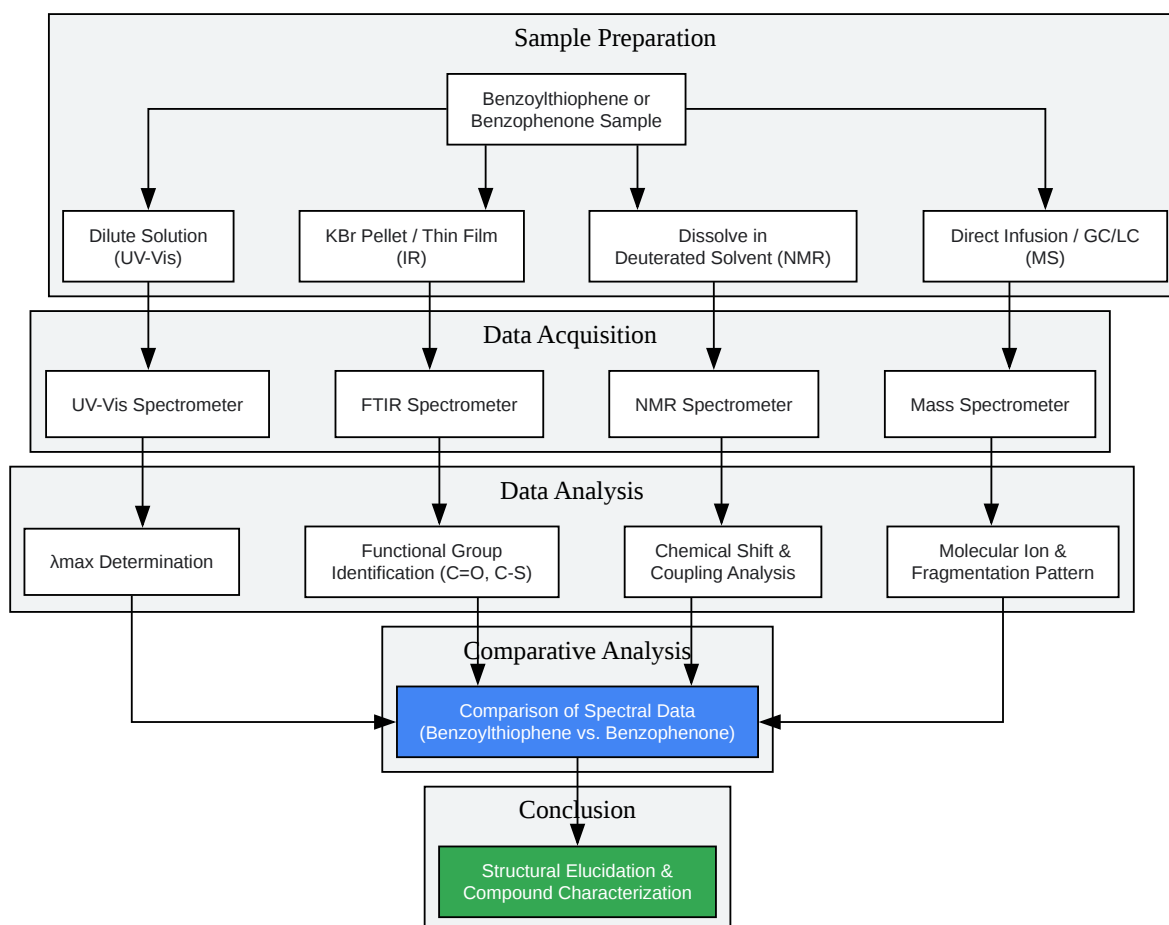 Sample Preparation
Benzoylthiophene or
Benzophenone Sample
Dilute Solution
(UV-Vis)
KBr Pellet / Thin Film
(IR)
Dissolve in
Deuterated Solvent (NMR)
Direct Infusion / GC/LC
(MS)
Data Acquisition
UV-Vis Spectrometer
FTIR Spectrometer
NMR Spectrometer
Mass Spectrometer
Data Analysis
λmax Determination
Functional Group
Identification (C=O, C-S)
Chemical Shift &
Coupling Analysis
Molecular Ion &
Fragmentation Pattern
Comparative Analysis
Comparison of Spectral Data
(Benzoylthiophene vs. Benzophenone)
Conclusion
Structural Elucidation &
Compound Characterization